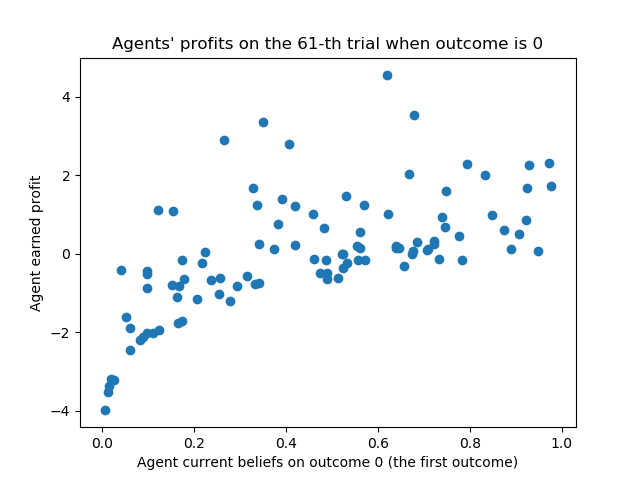 Agents' profits on the 61-th trial when outcome is 0
Agent earned profit
4
2
0
−2
−4
0.0 0.2 0.4 0.6 0.8 1.0
Agent current beliefs on outcome 0 (the first outcome)